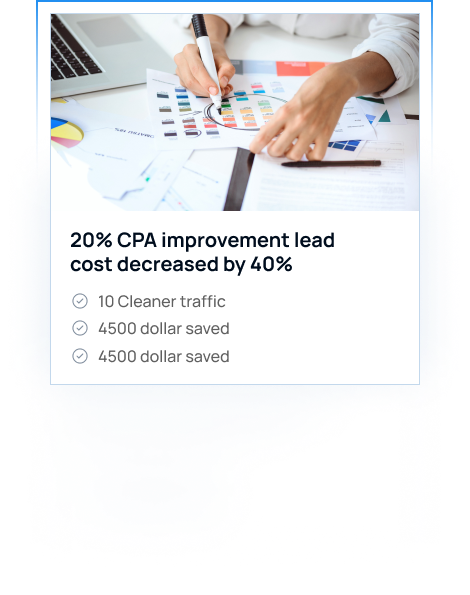 20% CPA improvement lead
cost decreased by 40%
10 Cleaner traffic
4500 dollar saved
4500 dollar saved